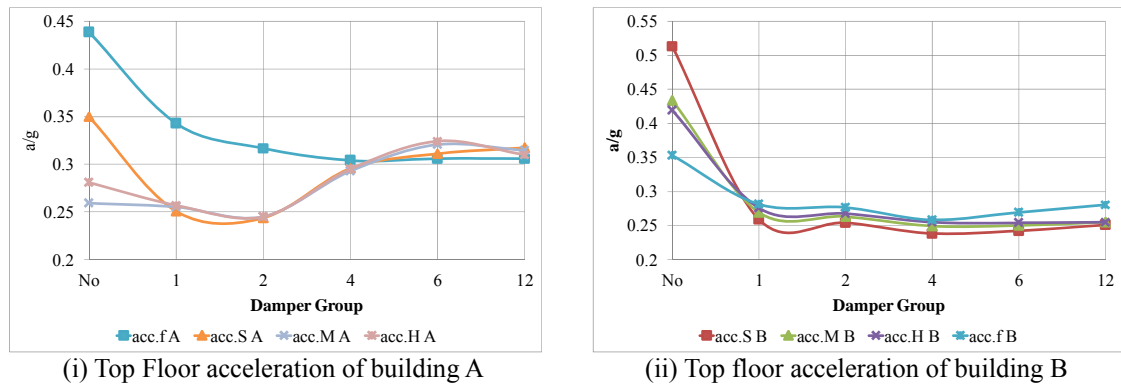 0.45
0.4
0.35
0.3
0.25
0.2
a/g
No 1 2 4 6 12
Damper Group
acc.f A acc.S A acc.M A acc.H A
(i) Top Floor acceleration of building A
0.55
0.5
0.45
0.4
0.35
0.3
0.25
0.2
a/g
No 1 2 4 6 12
Damper Group
acc.S B acc.M B acc.H B acc.f B
(ii) Top floor acceleration of building B